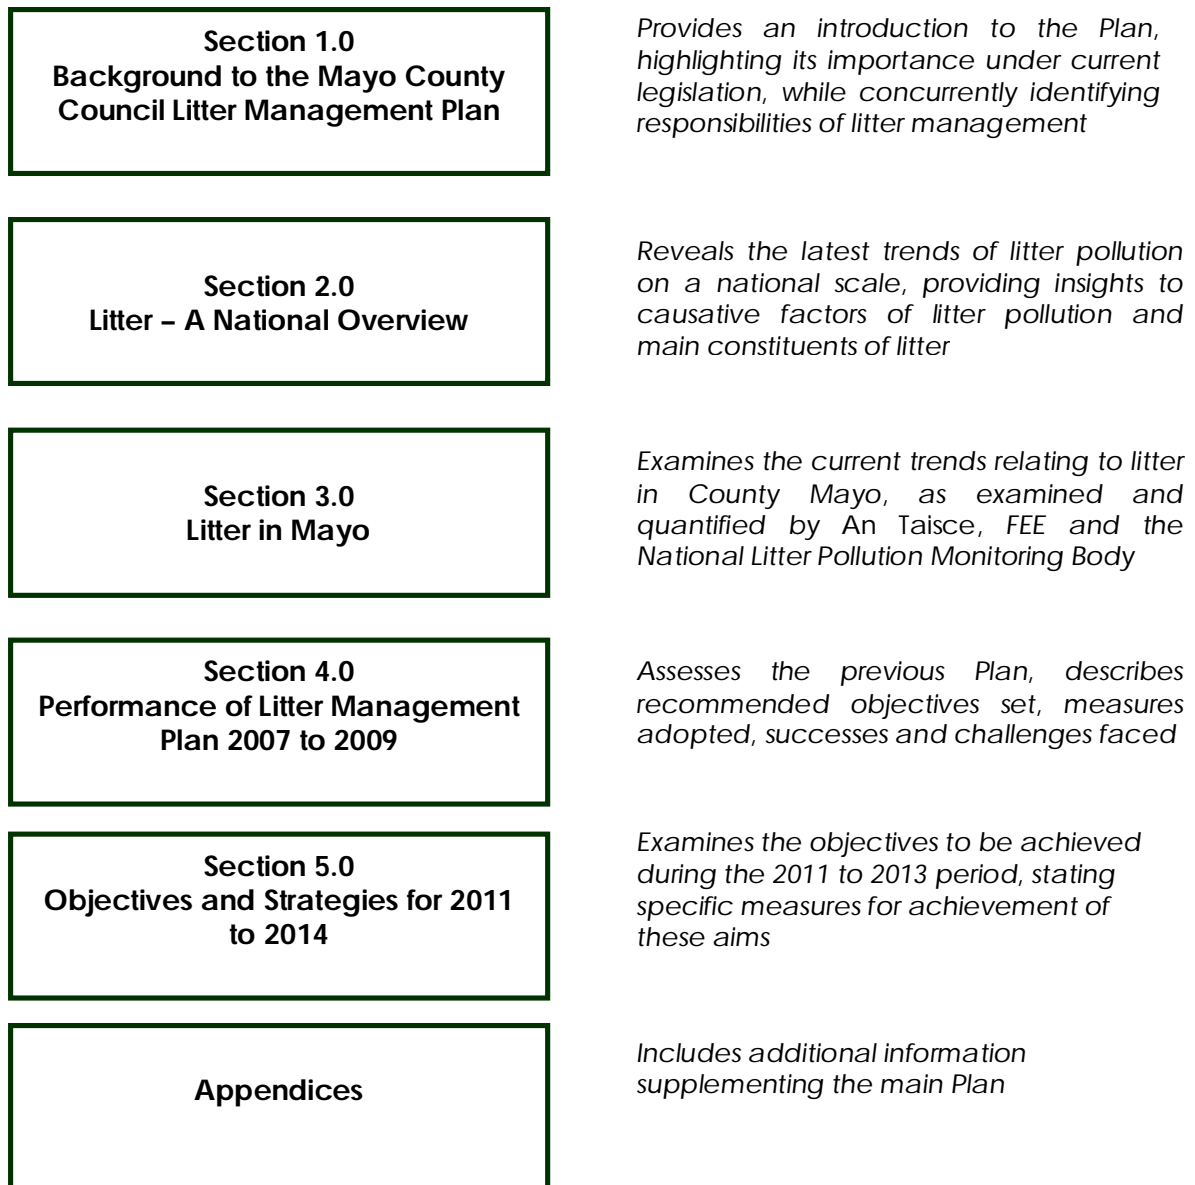 Section 1.0
Background to the Mayo County
Council Litter Management Plan
Provides an introduction to the Plan,
highlighting its importance under current
legislation, while concurrently identifying
responsibilities of litter management
Section 2.0
Litter – A National Overview
Reveals the latest trends of litter pollution
on a national scale, providing insights to
causative factors of litter pollution and
main constituents of litter
Section 3.0
Litter in Mayo
Examines the current trends relating to litter
in County Mayo, as examined and
quantified by An Taisce, FEE and the
National Litter Pollution Monitoring Body
Section 4.0
Performance of Litter Management
Plan 2007 to 2009
Assesses the previous Plan, describes
recommended objectives set, measures
adopted, successes and challenges faced
Section 5.0
Objectives and Strategies for 2011
to 2014
Examines the objectives to be achieved
during the 2011 to 2013 period, stating
specific measures for achievement of
these aims
Appendices
Includes additional information
supplementing the main Plan